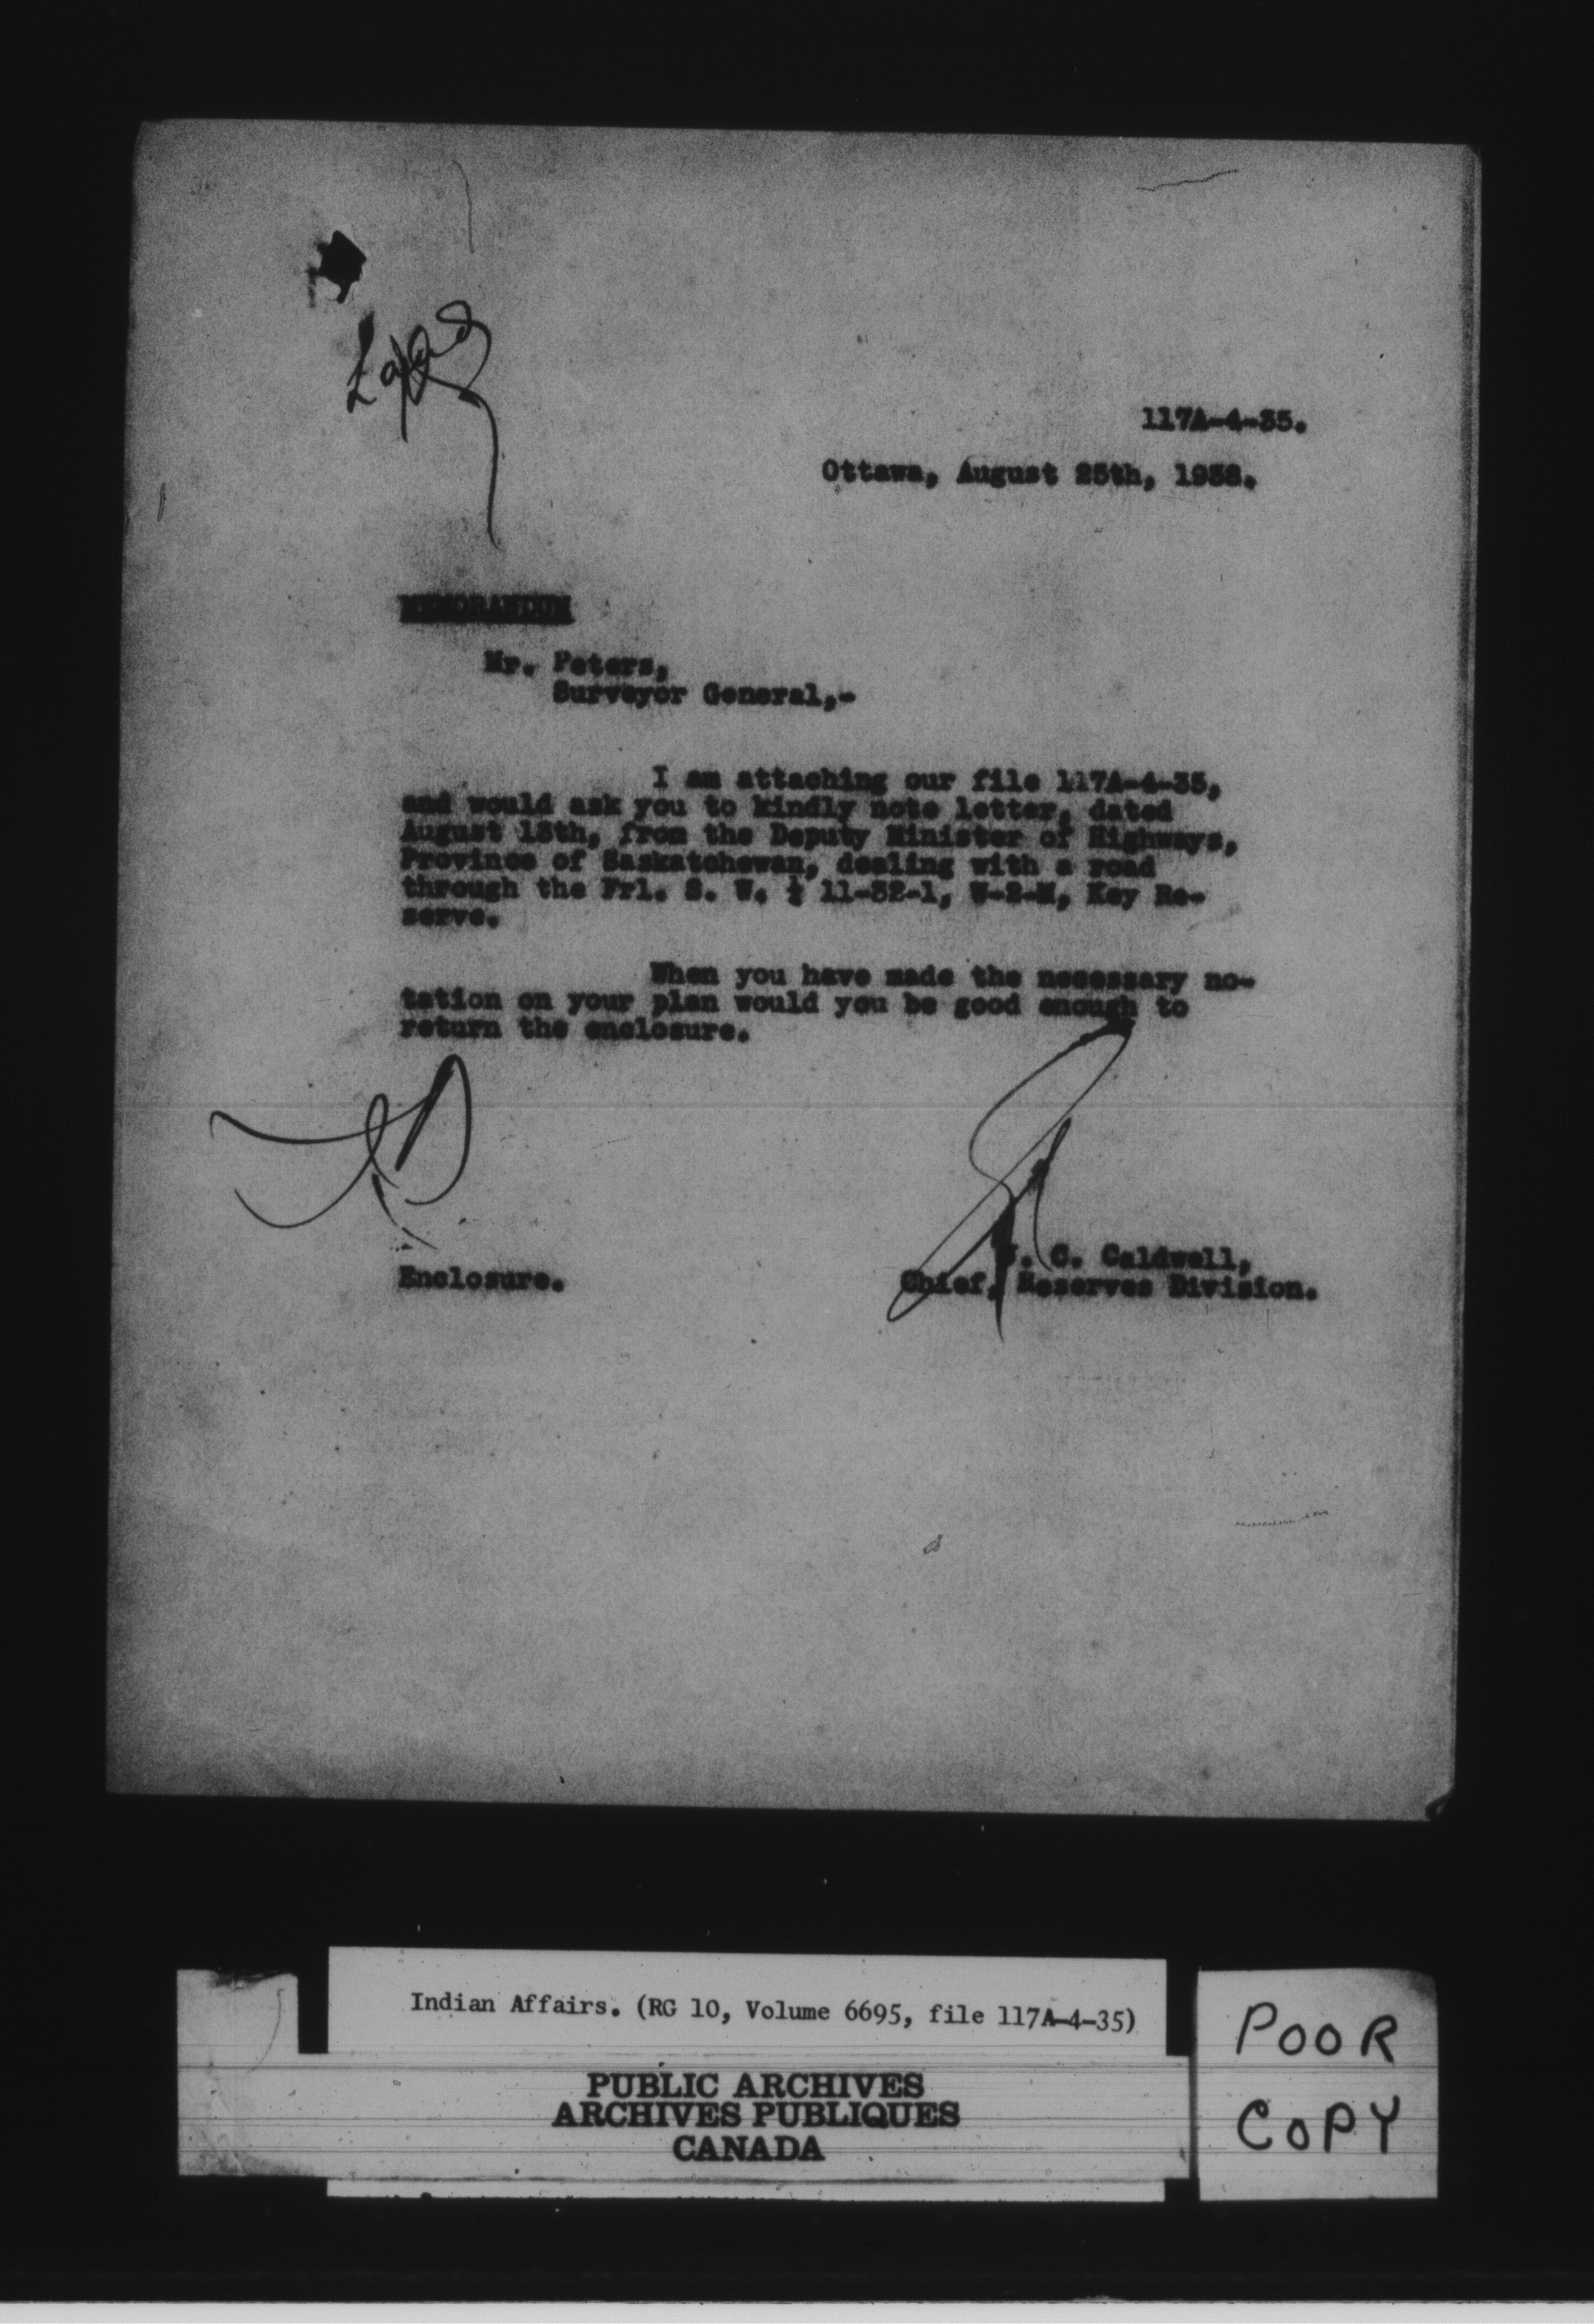 117A-4-35.
Ottawa, August 25th, 1938.
MEMORANDUM
Mr. Peters,
Surveyor General,-
I am attaching our file 117A-4-35,
and would ask you to kindly note letter, dated
August 18th, from the Deputy Minister of Highways,
Province of Saskatchewan, dealing with a road
through the Frl. S. W. ¼ 11-32-1, W-2-M, Key Re-
serve.
When you have made the necessary no-
tation on your plan would you be good enough to
return the enclosure.
C. Caldwell,
Enclosure.
Chief, Reserves Division.
Indian Affairs. (RG 10, Volume 6695, file 117A-4-35)
PUBLIC ARCHIVES
ARCHIVES PUBLIQUES
CANADA
POOR
COPY